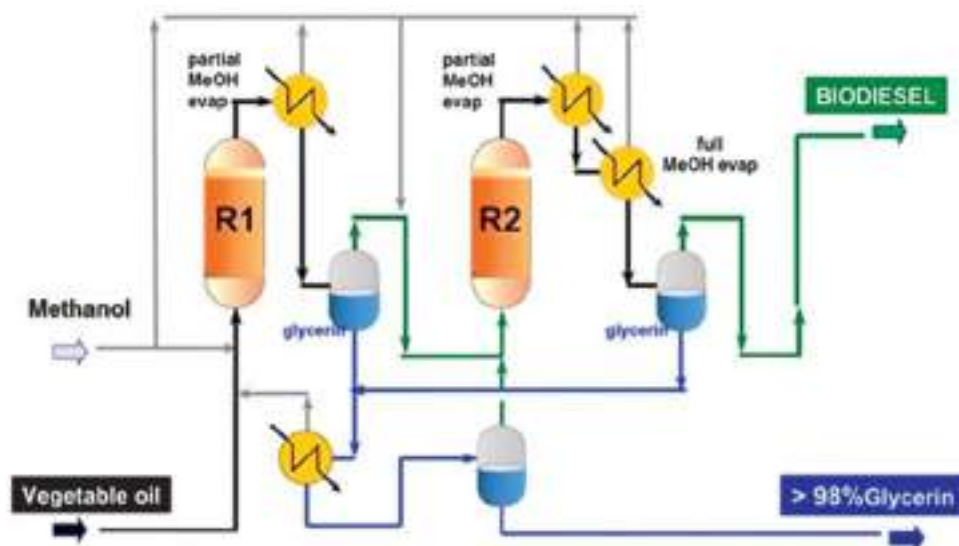 partial
MeOH
evap
partial
MeOH
evap
BIODIESEL
full
MeOH evap
R1
R2
Methanol
glycerin
glycerin
Vegetable oil
> 98%Glycerin